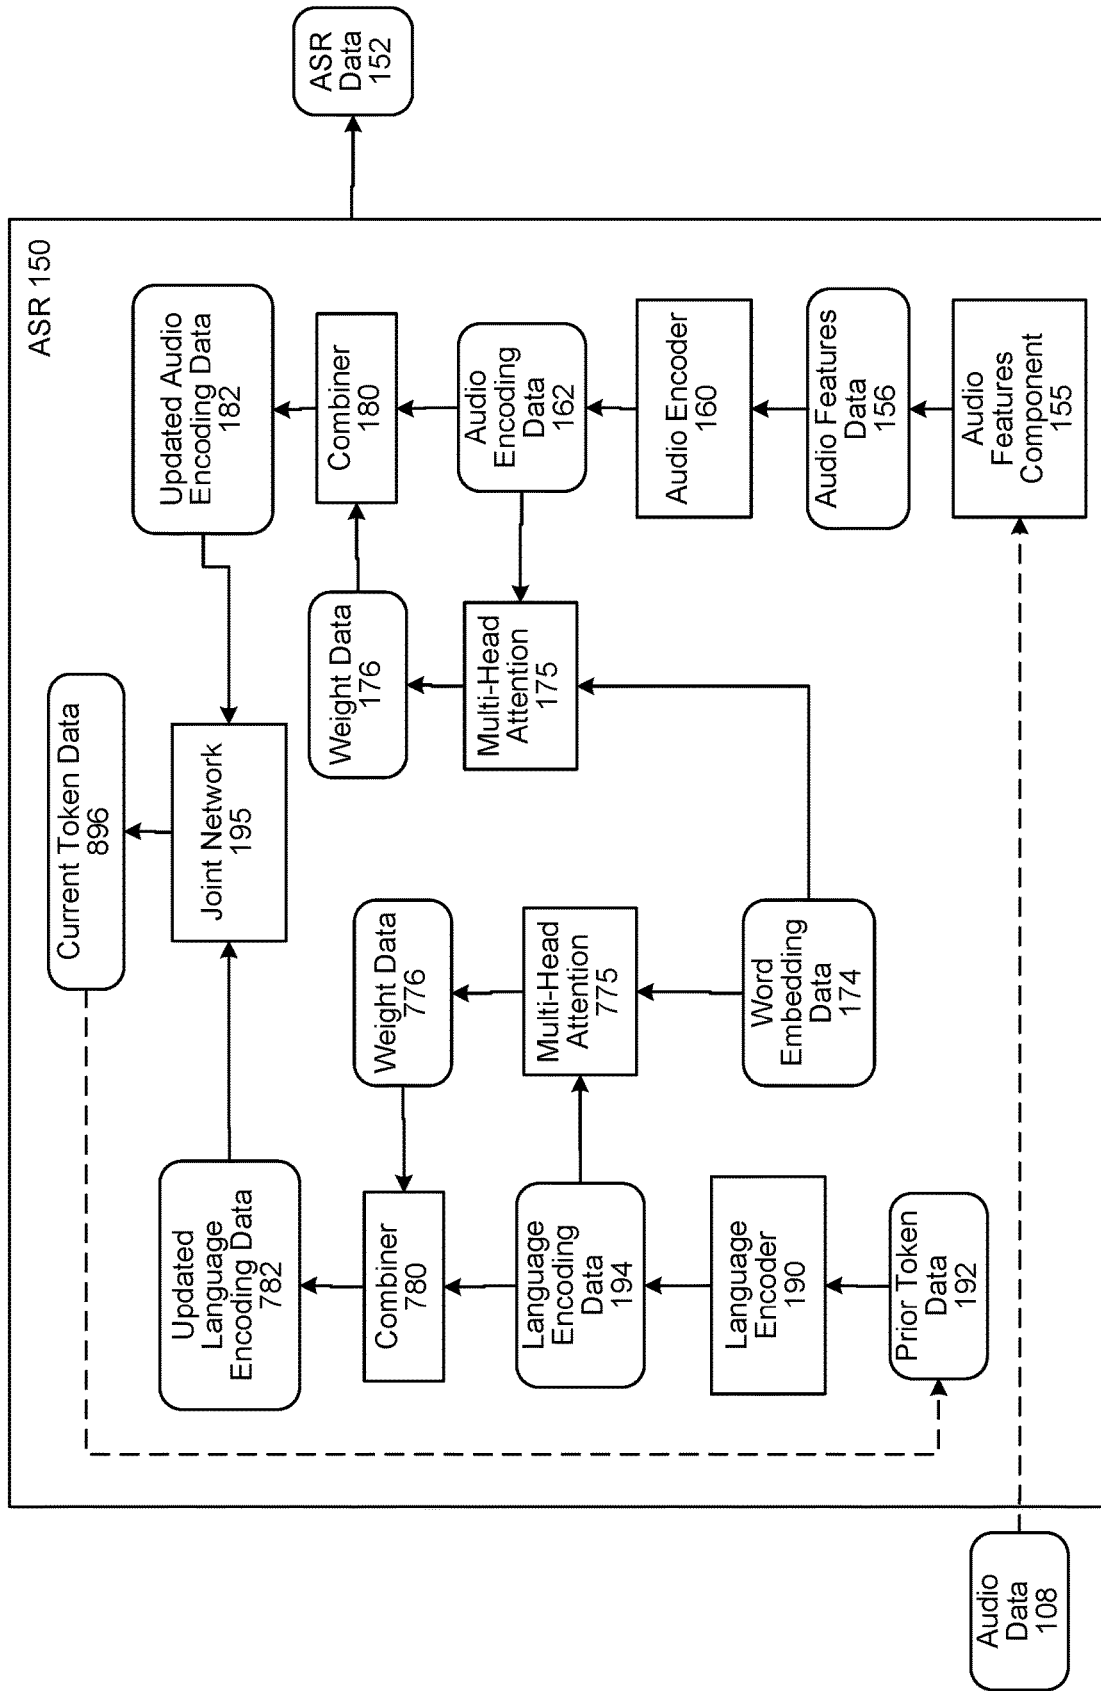 ASR 150
Current Token Data
896
Joint Network
195
Updated
Language
Encoding Data
782
Updated Audio
Encoding Data
182
ASR
Data
152
Combiner
780
Weight Data
776
Weight Data
176
Combiner
180
Language
Encoding
Data
194
Multi-Head
Attention
775
Multi-Head
Attention
175
Audio
Encoding
Data
162
Language
Encoder
190
Word
Embedding
Data
174
Audio Encoder
160
Prior Token
Data
192
Audio Features
Data
156
Audio
Data
108
Audio
Features
Component
155